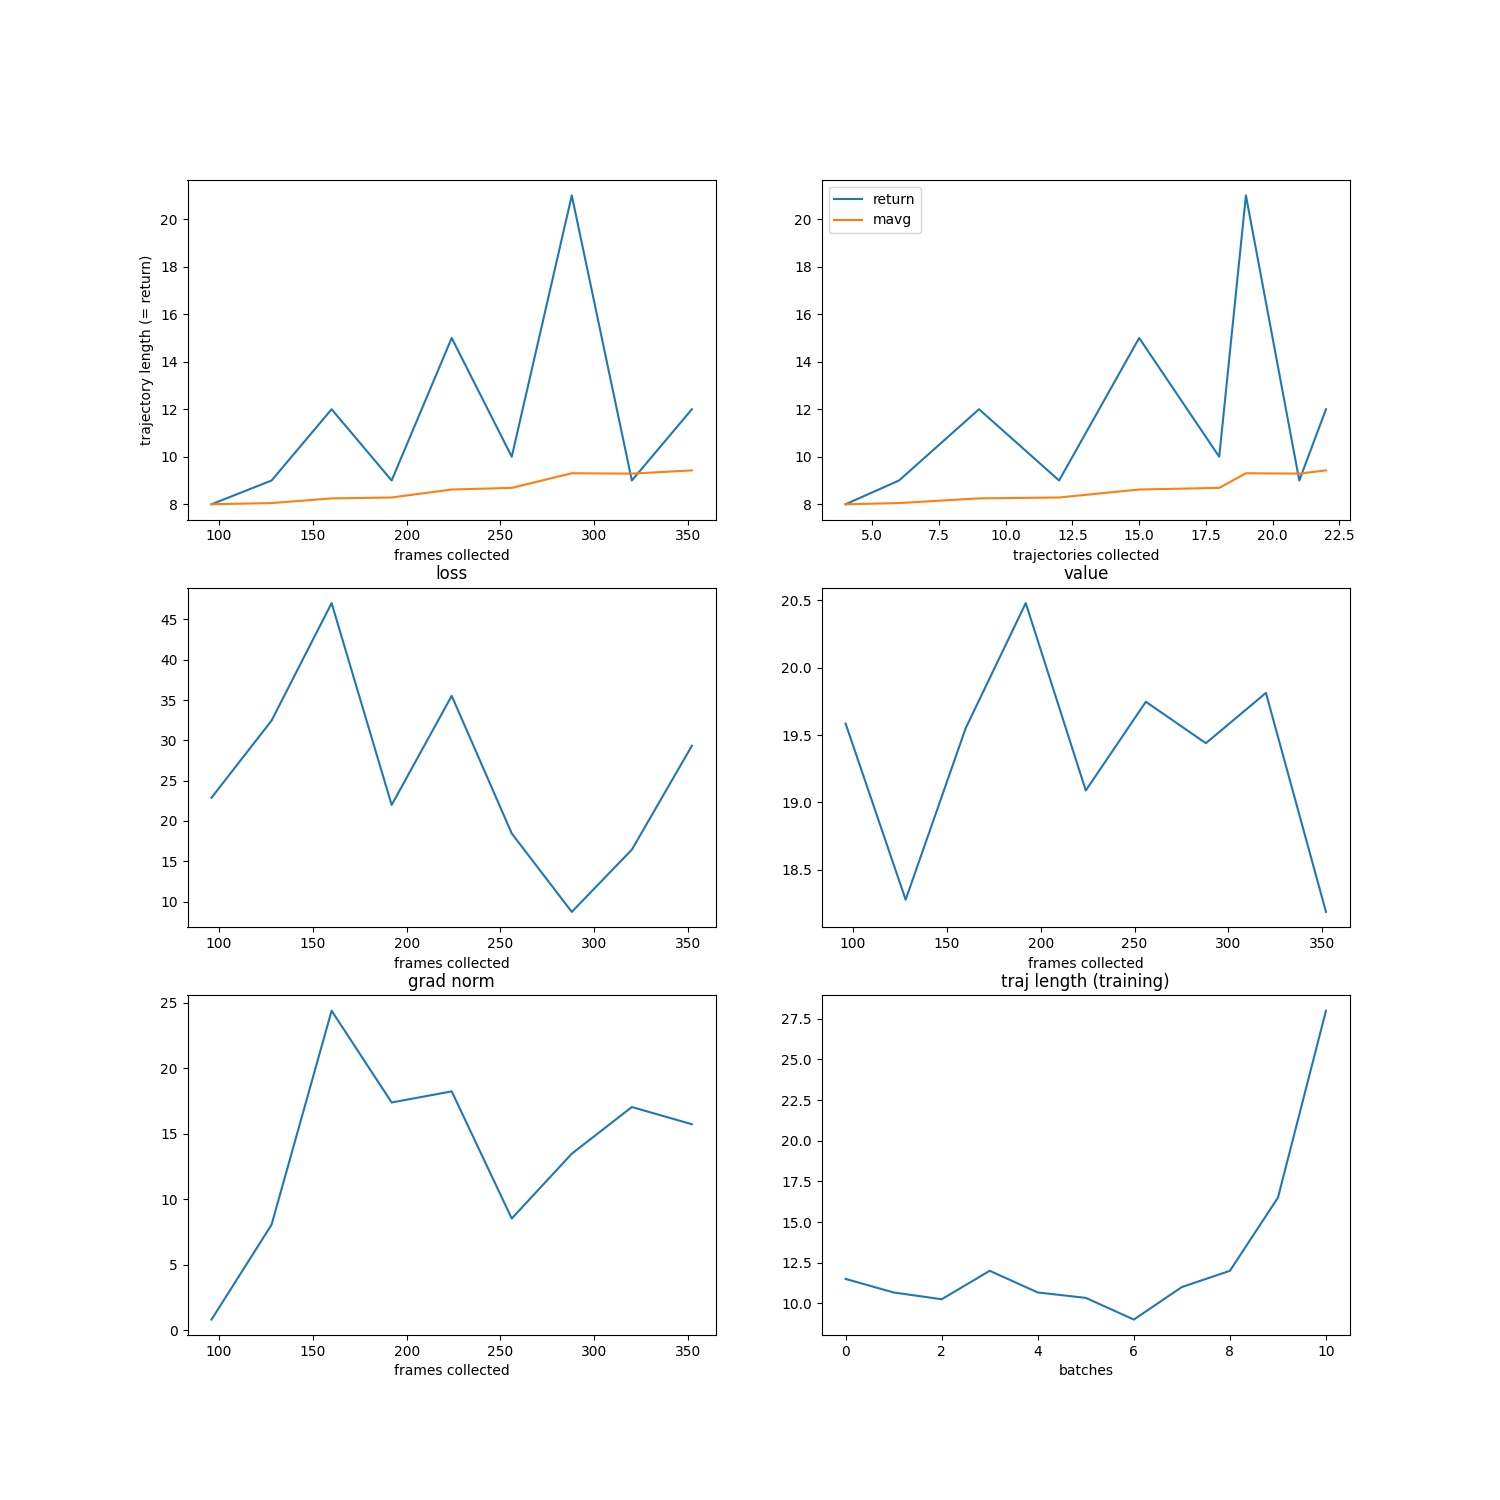 20
18
16
14
12
10
8
trajectory length (= return)
100 150 200 250 300 350
frames collected
return
mavg
20
18
16
14
12
10
8
5.0 7.5 10.0 12.5 15.0 17.5 20.0 22.5
trajectories collected
loss
45
40
35
30
25
20
15
10
100 150 200 250 300 350
frames collected
value
20.5
20.0
19.5
19.0
18.5
100 150 200 250 300 350
frames collected
grad norm
25
20
15
10
5
0
100 150 200 250 300 350
frames collected
traj length (training)
27.5
25.0
22.5
20.0
17.5
15.0
12.5
10.0
0 2 4 6 8 10
batches